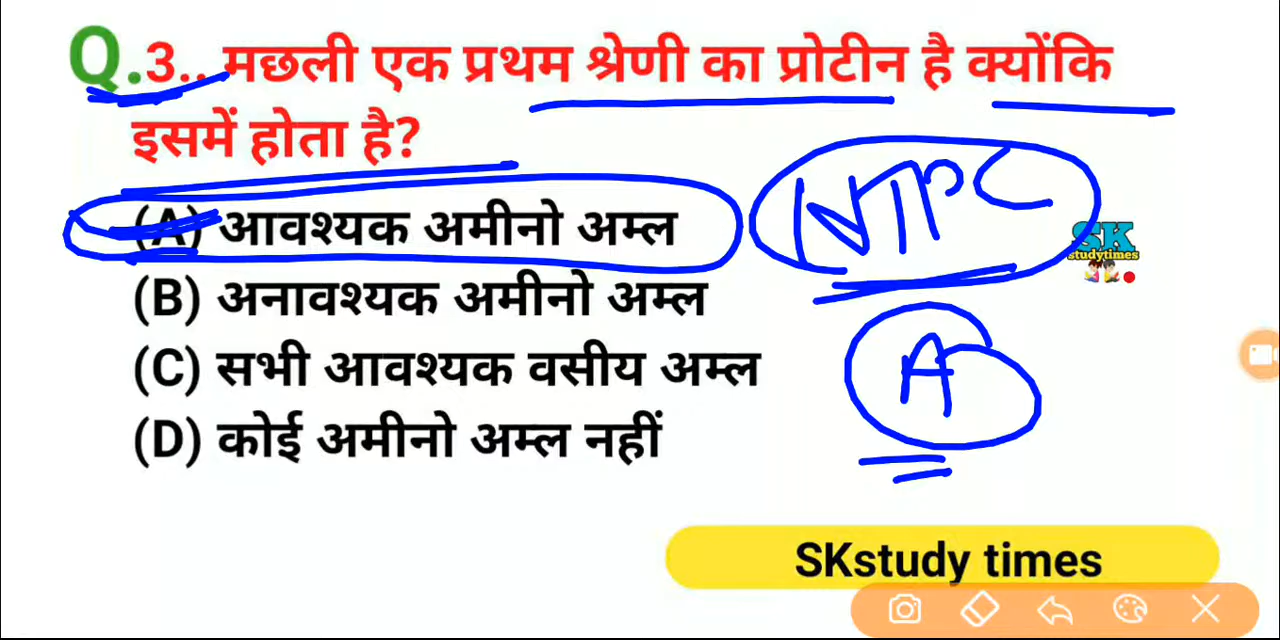 Q.3.. मछली एक प्रथम श्रेणी का प्रोटीन है क्योंकि
इसमें होता है?
(A) आवश्यक अमीनो अम्ल
NTPC
SK
studytimes
(B) अनावश्यक अमीनो अम्ल
(C) सभी आवश्यक वसीय अम्ल
A
(D) कोई अमीनो अम्ल नहीं
SKstudy times